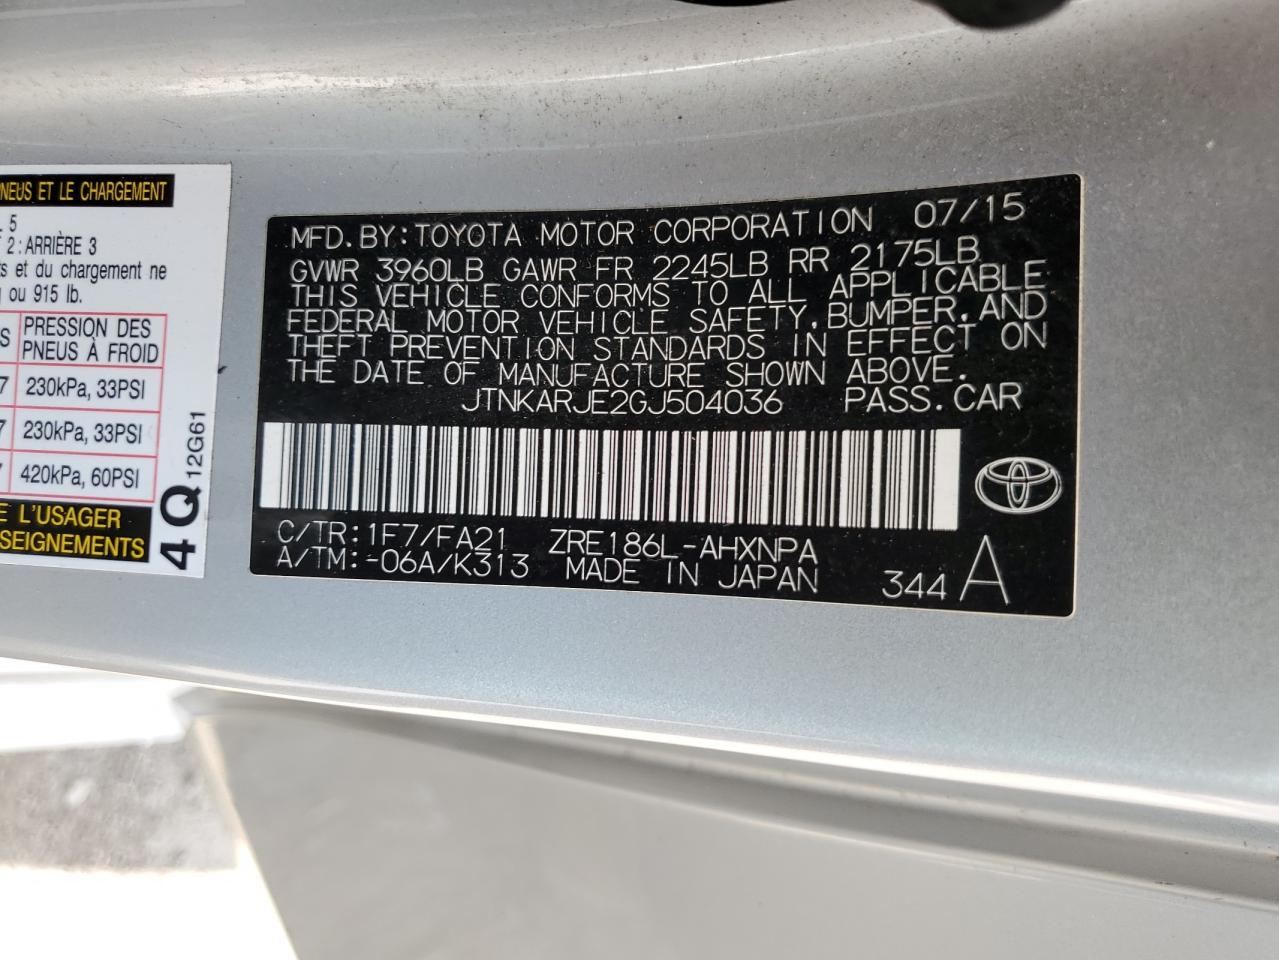 PNEUS ET LE CHARGEMENT
5
2:ARRIÈRE 3
et du chargement ne
ou 915 lb.
PRESSION DES
PNEUS À FROID
230kPa, 33PSI
230kPa, 33PSI
420kPa, 60PSI
L'USAGER
4Q 12G61
MFD.BY:TOYOTA MOTOR CORPORATION 07/15
GVWR 3960LB GAWR FR 2245LB RR 2175LB
THIS VEHICLE CONFORMS TO ALL APPLICABLE
FEDERAL MOTOR VEHICLE SAFETY,BUMPER,AND
THEFT PREVENTION STANDARDS IN EFFECT ON
THE DATE OF MANUFACTURE SHOWN ABOVE.
JTNKARJE2GJ504036 PASS.CAR
C/TR:1F7/FA21 ZRE186L-AHXNPA
A/TM:-06A/K313 MADE IN JAPAN 344 A